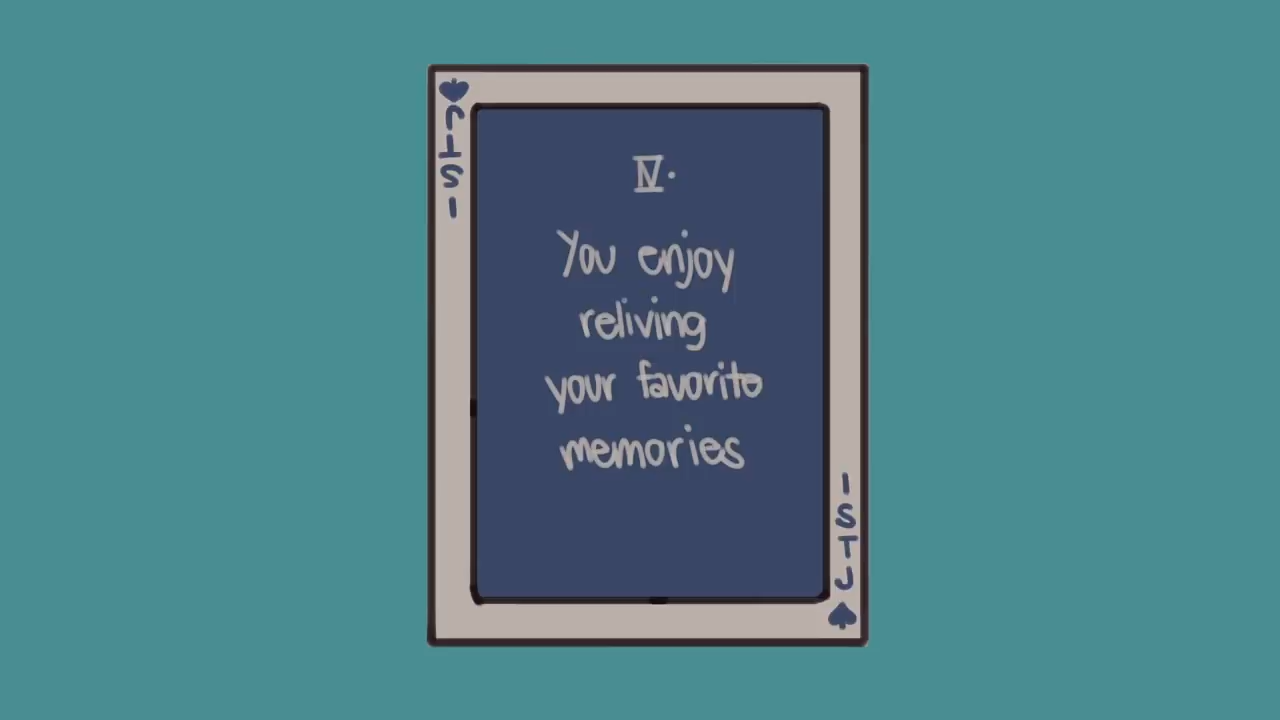 ISTJ
IV.
You enjoy
reliving
your favorite
memories
ISTJ